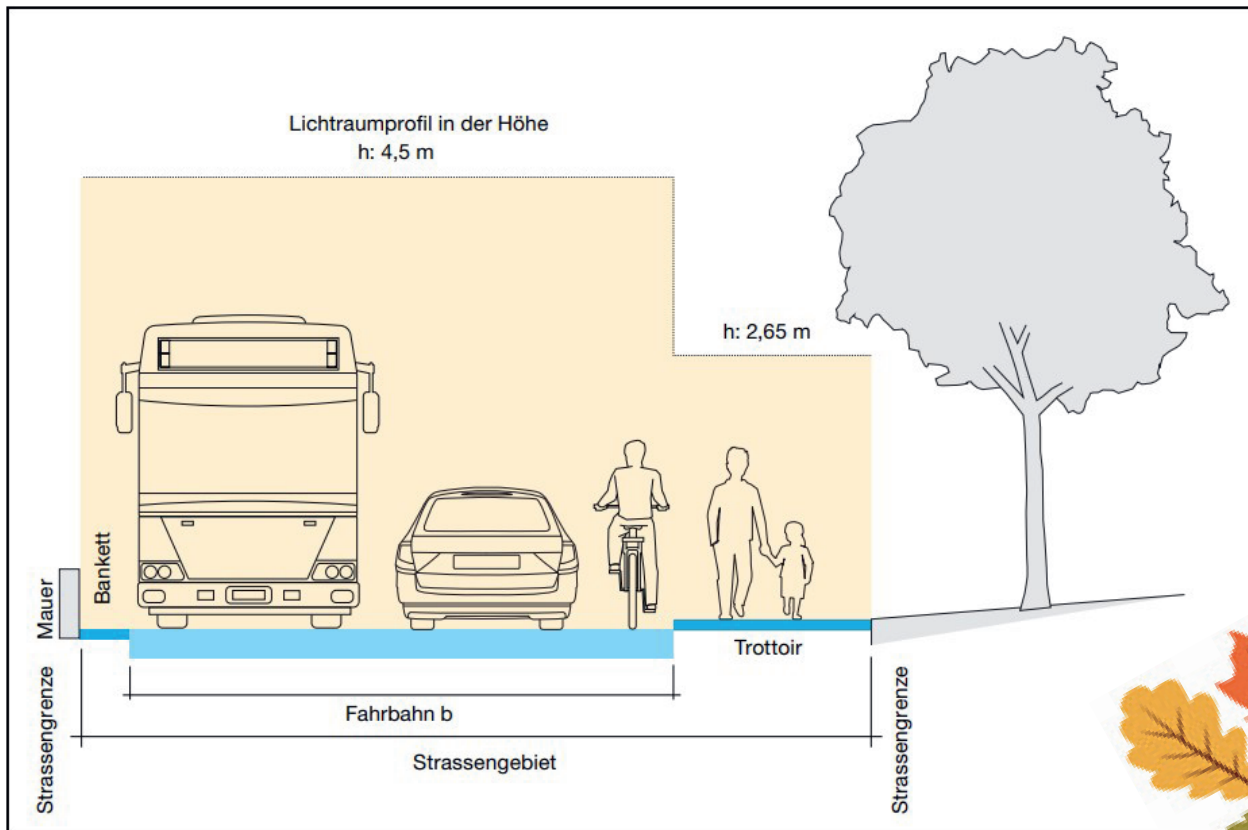 Lichtraumprofil in der Höhe
h: 4,5 m
h: 2,65 m
Mauer
Bankett
Trottoir
Fahrbahn b
Strassengebiet
Strassengrenze
Strassengrenze